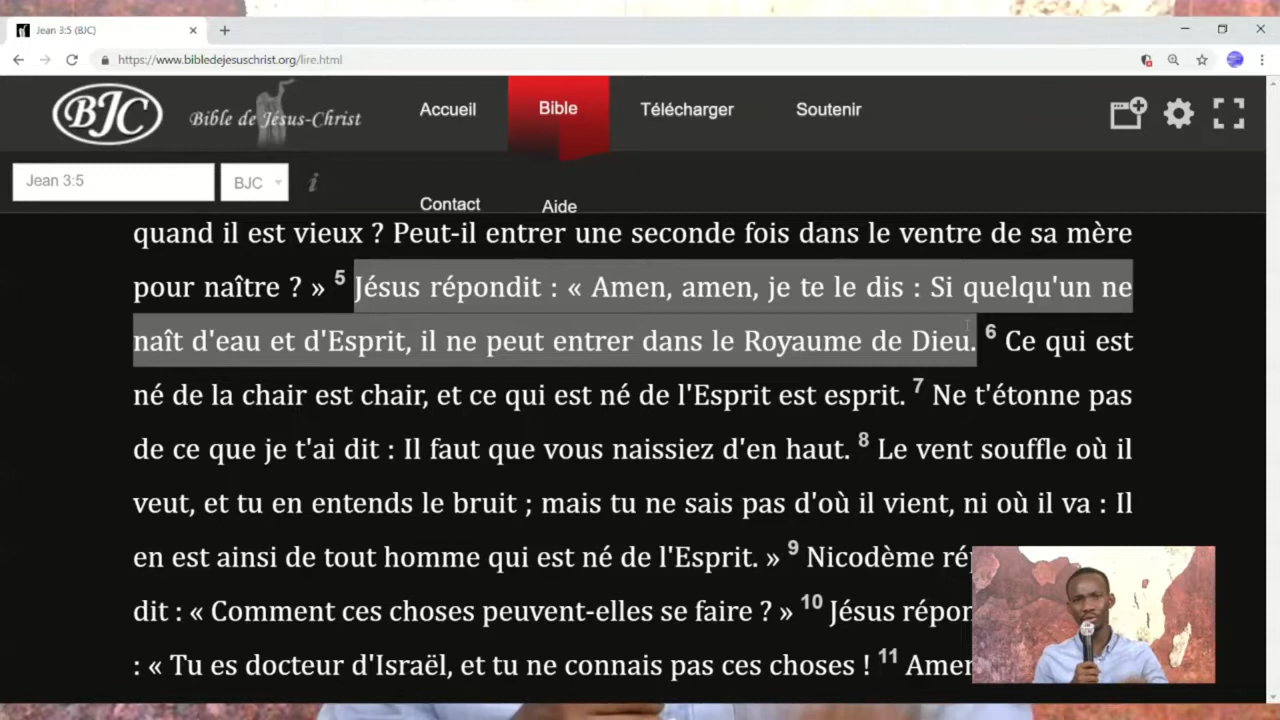 Jean 3:5 (BJC)
https://www.bibledejesuschrist.org/lire.html
BJC
Bible de Jésus-Christ
Accueil
Bible
Télécharger
Soutenir
Jean 3:5
BJC
i
Contact
Aide
quand il est vieux ? Peut-il entrer une seconde fois dans le ventre de sa mère
pour naître ? » 5 Jésus répondit : « Amen, amen, je te le dis : Si quelqu'un ne
naît d'eau et d'Esprit, il ne peut entrer dans le Royaume de Dieu. 6 Ce qui est
né de la chair est chair, et ce qui est né de l'Esprit est esprit. 7 Ne t'étonne pas
de ce que je t'ai dit : Il faut que vous naissiez d'en haut. 8 Le vent souffle où il
veut, et tu en entends le bruit ; mais tu ne sais pas d'où il vient, ni où il va : Il
en est ainsi de tout homme qui est né de l'Esprit. » 9 Nicodème ré
dit : « Comment ces choses peuvent-elles se faire ? » 10 Jésus répon
: « Tu es docteur d'Israël, et tu ne connais pas ces choses ! 11 Amen